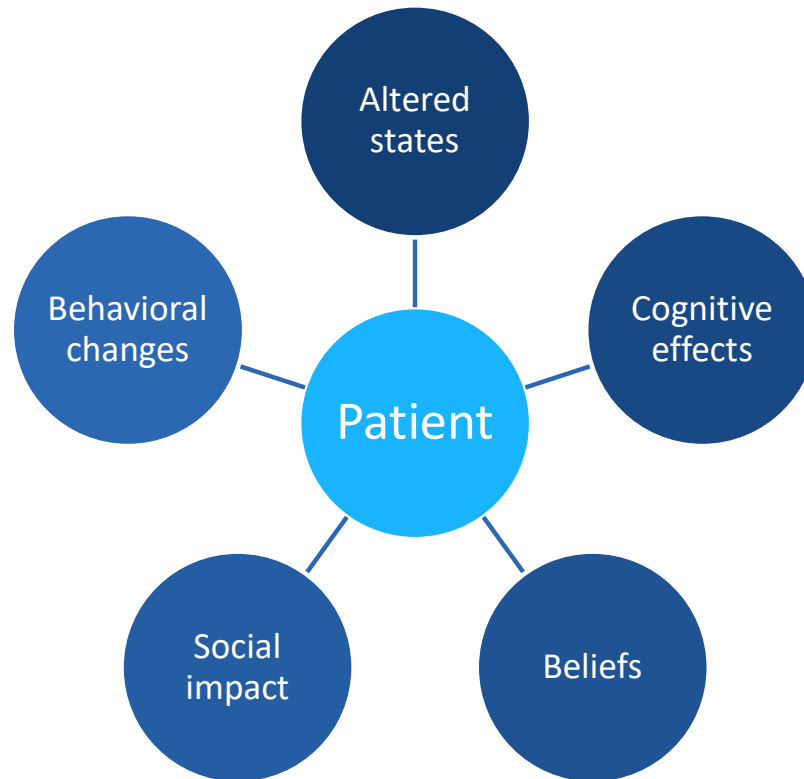 Altered
states
Behavioral
changes
Cognitive
effects
Patient
Social
impact
Beliefs